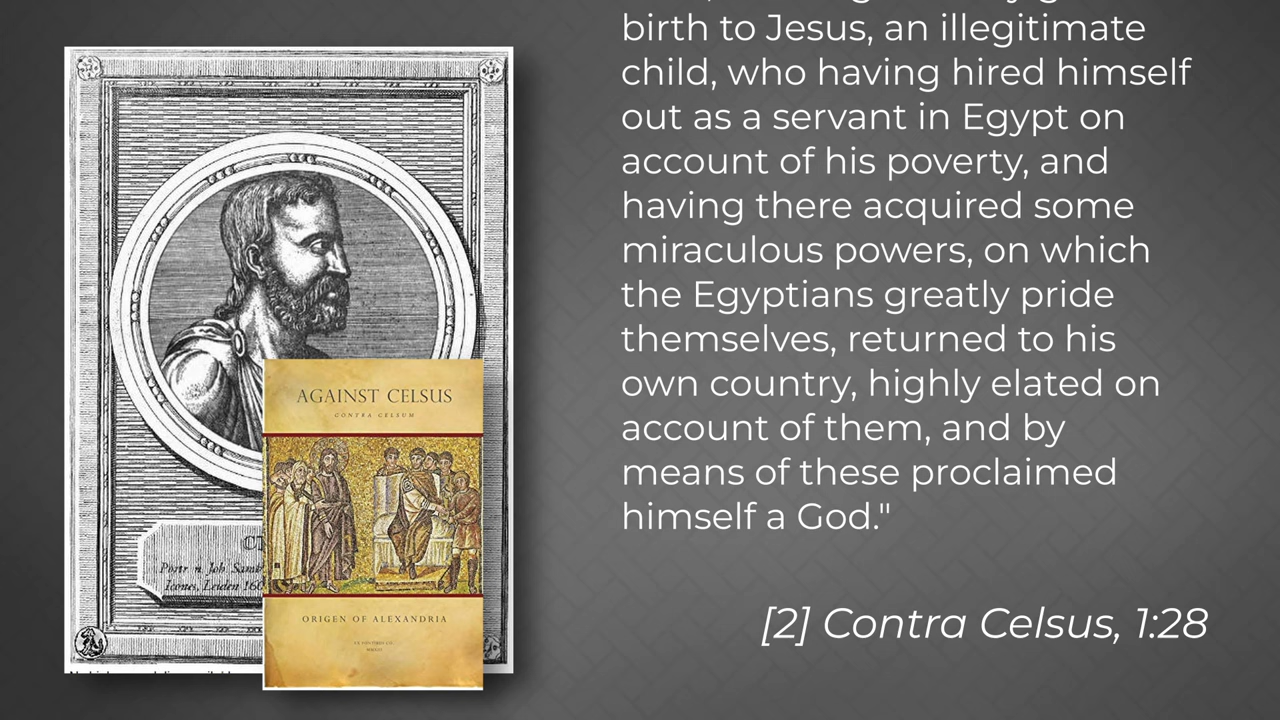 birth to Jesus, an illegitimate
child, who having hired himself
out as a servant in Egypt on
account of his poverty, and
having there acquired some
miraculous powers, on which
the Egyptians greatly pride
themselves, returned to his
own country, highly elated on
account of them, and by
means of these proclaimed
himself a God."
[2] Contra Celsus, 1:28
AGAINST CELSUS
CONTRA CELSUM
ORIGEN OF ALEXANDRIA